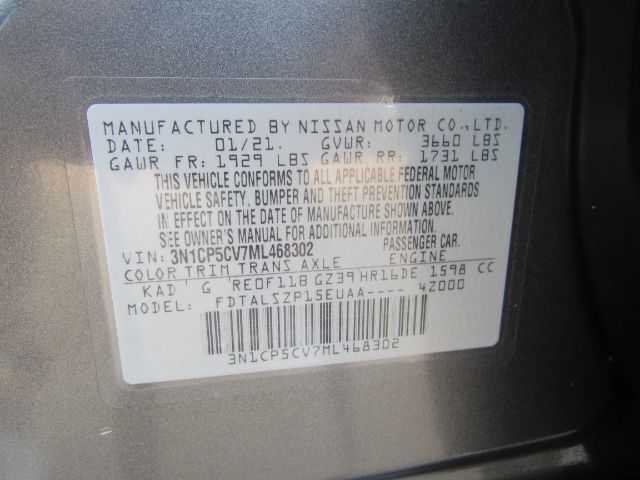 MANUFACTURED BY NISSAN MOTOR CO., LTD.
DATE: 01/21. GVWR: 3660 LBS
GAWR FR: 1929 LBS GAWR RR: 1731 LBS
THIS VEHICLE CONFORMS TO ALL APPLICABLE FEDERAL MOTOR
VEHICLE SAFETY, BUMPER AND THEFT PREVENTION STANDARDS
IN EFFECT ON THE DATE OF MANUFACTURE SHOWN ABOVE.
SEE OWNER'S MANUAL FOR ADDITIONAL INFORMATION.
VIN: 3N1CP5CV7ML468302 PASSENGER CAR.
COLOR TRIM TRANS AXLE ENGINE
KAD G RE0F11B GZ39 HR16DE 1598 CC
MODEL: FDTALSZP15EUAA---- 4Z000
3N1CP5CV7ML468302